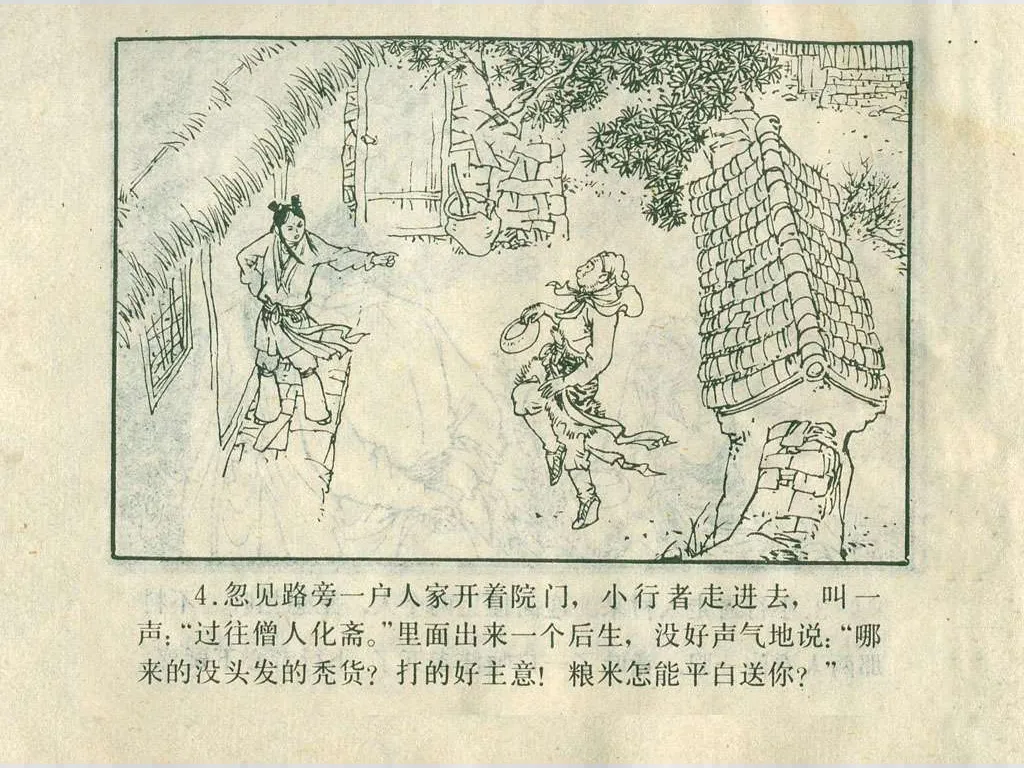 4.忽见路旁一户人家开着院门，小行者走进去，叫一
声：“过往僧人化斋。”里面出来一个后生，没好声气地说：“哪
来的没头发的秃货？打的好主意！粮米怎能平白送你？”